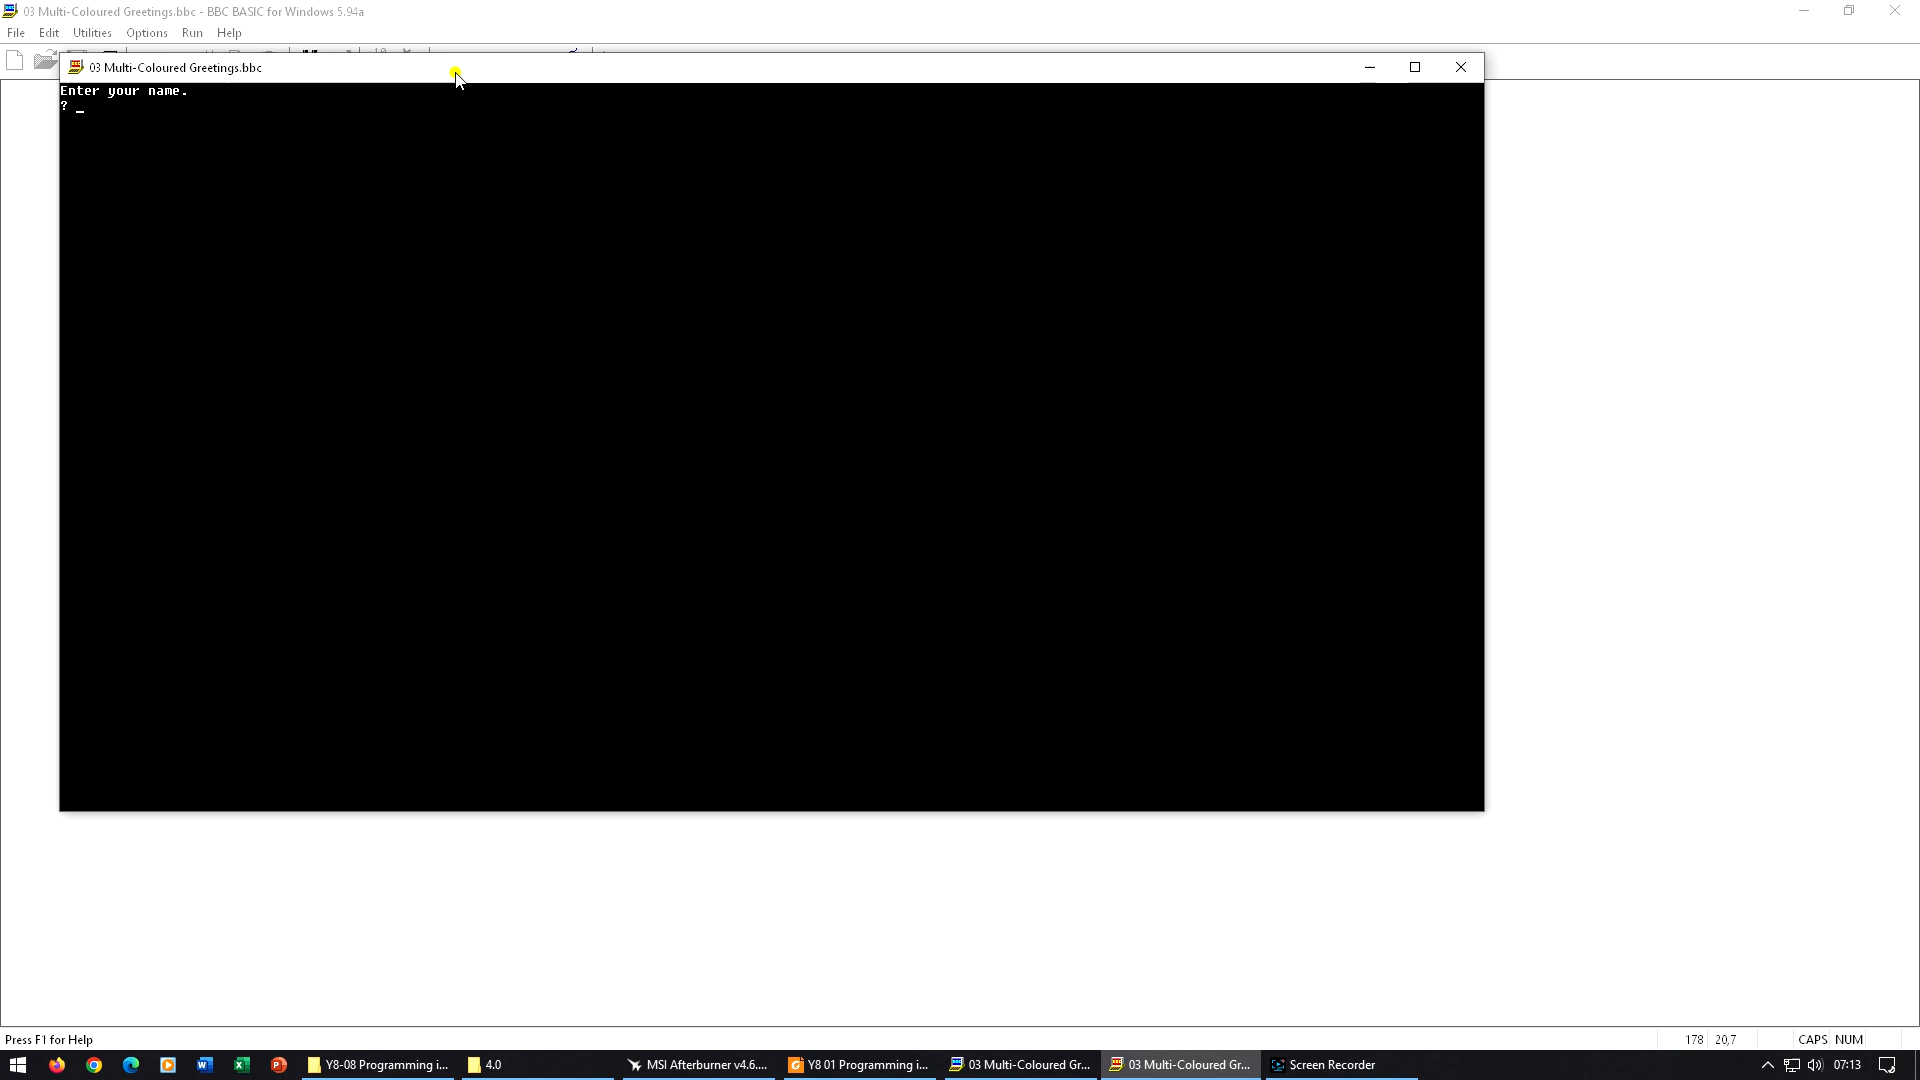 03 Multi-Coloured Greetings.bbc - BBC BASIC for Windows 5.94a
File Edit Utilities Options Run Help
03 Multi-Coloured Greetings.bbc
Enter your name.
? _
Press F1 for Help
178 20,7 CAPS NUM
Y8-08 Programming i...
4.0
MSI Afterburner v4.6....
Y8 01 Programming i...
03 Multi-Coloured Gr...
03 Multi-Coloured Gr...
Screen Recorder
07:13